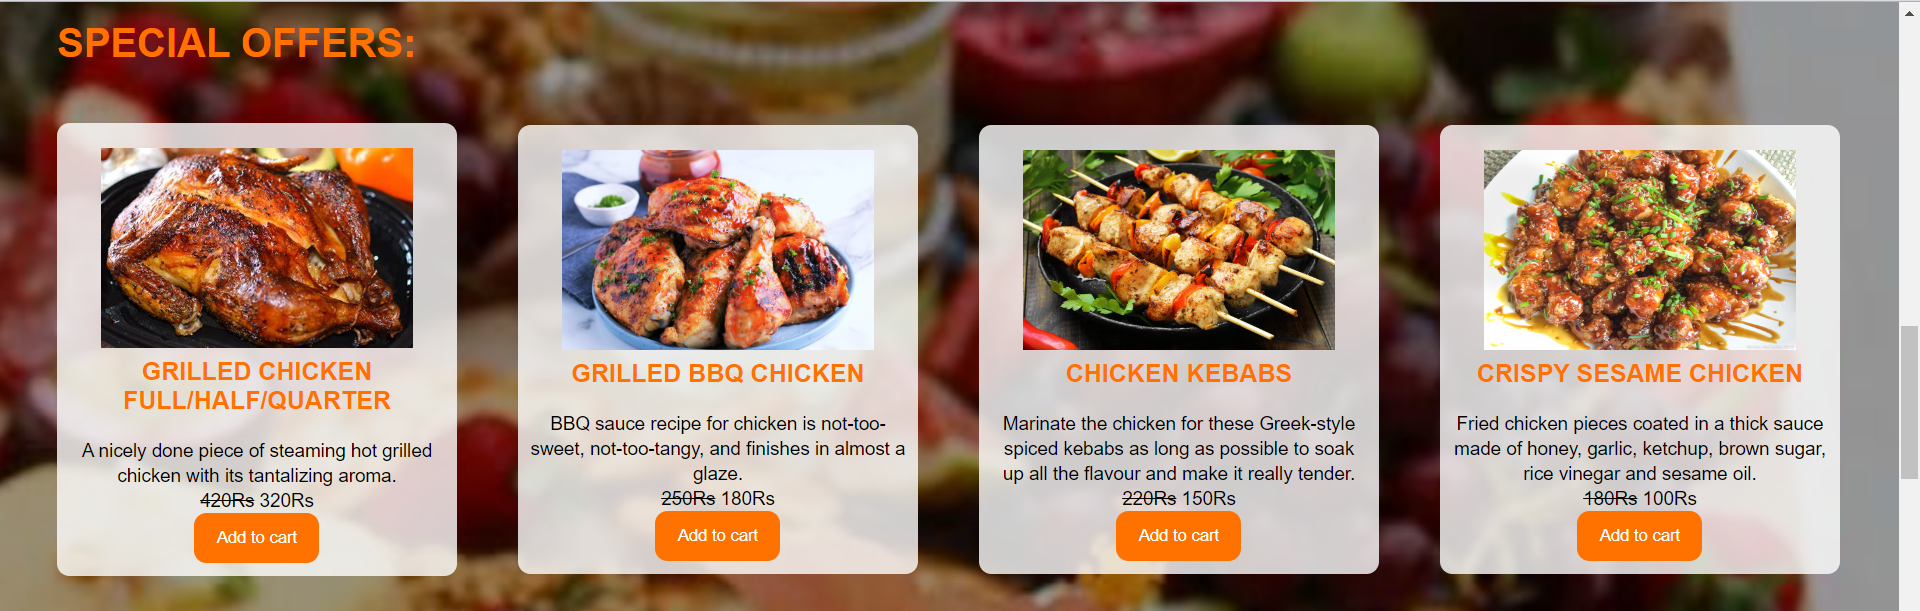 SPECIAL OFFERS:
GRILLED CHICKEN
FULL/HALF/QUARTER
A nicely done piece of steaming hot grilled
chicken with its tantalizing aroma.
420Rs 320Rs
Add to cart
GRILLED BBQ CHICKEN
BBQ sauce recipe for chicken is not-too-
sweet, not-too-tangy, and finishes in almost a
glaze.
250Rs 180Rs
Add to cart
CHICKEN KEBABS
Marinate the chicken for these Greek-style
spiced kebabs as long as possible to soak
up all the flavour and make it really tender.
220Rs 150Rs
Add to cart
CRISPY SESAME CHICKEN
Fried chicken pieces coated in a thick sauce
made of honey, garlic, ketchup, brown sugar,
rice vinegar and sesame oil.
180Rs 100Rs
Add to cart